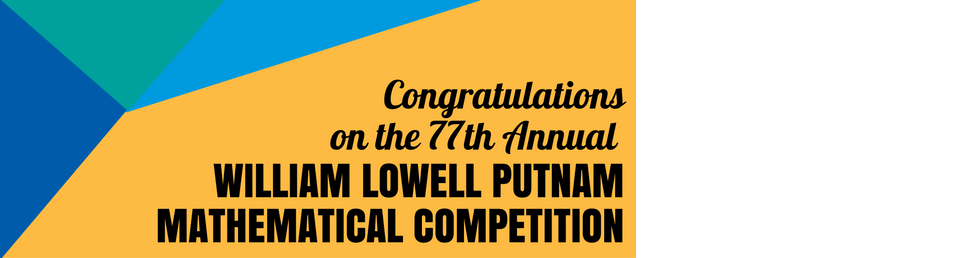 Congratulations
on the 77th Annual
WILLIAM LOWELL PUTNAM
MATHEMATICAL COMPETITION